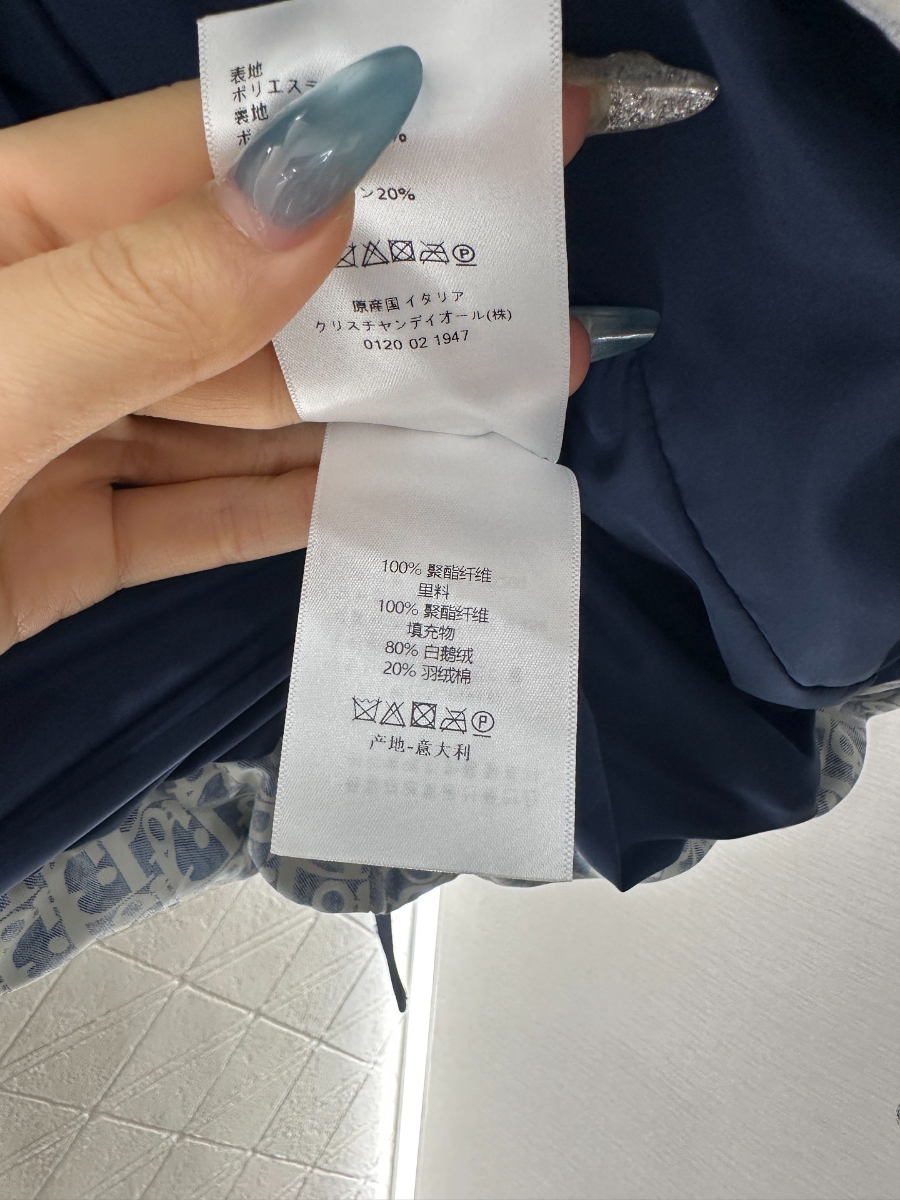 表地
ポリエステ
裏地
ポ %
ン20%
原産国 イタリア
クリスチャンディオール(株)
0120 02 1947
100% 聚酯纤维
里料
100% 聚酯纤维
填充物
80% 白鹅绒
20% 羽绒棉
产地-意大利